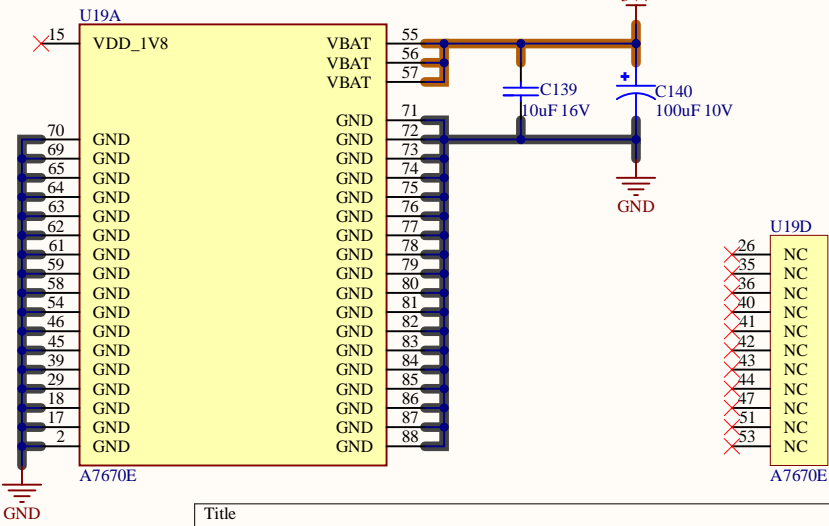 U19A
15 VDD_1V8 VBAT 55
VBAT 56
VBAT 57
C139
10uF 16V
C140
100uF 10V
GND 71
70 GND GND 72
69 GND GND 73
65 GND GND 74
64 GND GND 75
63 GND GND 76
62 GND GND 77
61 GND GND 78
59 GND GND 79
58 GND GND 80
54 GND GND 81
46 GND GND 82
45 GND GND 83
39 GND GND 84
29 GND GND 85
18 GND GND 86
17 GND GND 87
2 GND GND 88
A7670E
GND
GND
U19D
26 NC
35 NC
36 NC
40 NC
41 NC
42 NC
43 NC
44 NC
47 NC
51 NC
53 NC
A7670E
Title